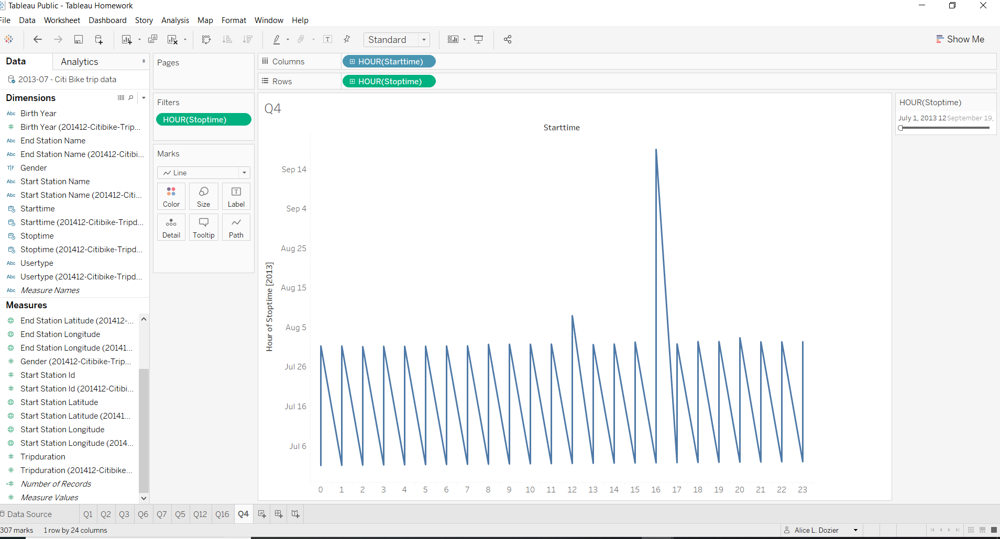 Tableau Public - Tableau Homework
File Data Worksheet Dashboard Story Analysis Map Format Window Help
Standard
Show Me
Data
Analytics
2013-07 - Citi Bike trip data
Dimensions
Abc Birth Year
# Birth Year (201412-Citibike-Trip...
Abc End Station Name
Abc End Station Name (201412-Citibi...
T|F Gender
Abc Start Station Name
Abc Start Station Name (201412-Citi...
Starttime
Starttime (201412-Citibike-Tripd...
Stoptime
Stoptime (201412-Citibike-Tripd...
Abc Usertype
Abc Usertype (201412-Citibike-Tripd...
Abc Measure Names
Measures
End Station Latitude (201412-...
End Station Longitude
End Station Longitude (20141...
# Gender (201412-Citibike-Trip...
# Start Station Id
# Start Station Id (201412-Citibi...
Start Station Latitude
Start Station Latitude (20141...
Start Station Longitude
Start Station Longitude (2014...
# Tripduration
# Tripduration (201412-Citibike...
=# Number of Records
# Measure Values
Pages
Filters
HOUR(Stoptime)
Marks
Line
Color Size Label
Detail Tooltip Path
Columns HOUR(Starttime)
Rows HOUR(Stoptime)
Q4
Starttime
Hour of Stoptime [2013]
Sep 14
Sep 4
Aug 25
Aug 15
Aug 5
Jul 26
Jul 16
Jul 6
0 1 2 3 4 5 6 7 8 9 10 11 12 13 14 15 16 17 18 19 20 21 22 23
HOUR(Stoptime)
July 1, 2013 12 September 19,
Data Source Q1 Q2 Q3 Q6 Q7 Q5 Q12 Q16 Q4
307 marks 1 row by 24 columns
Alice L. Dozier